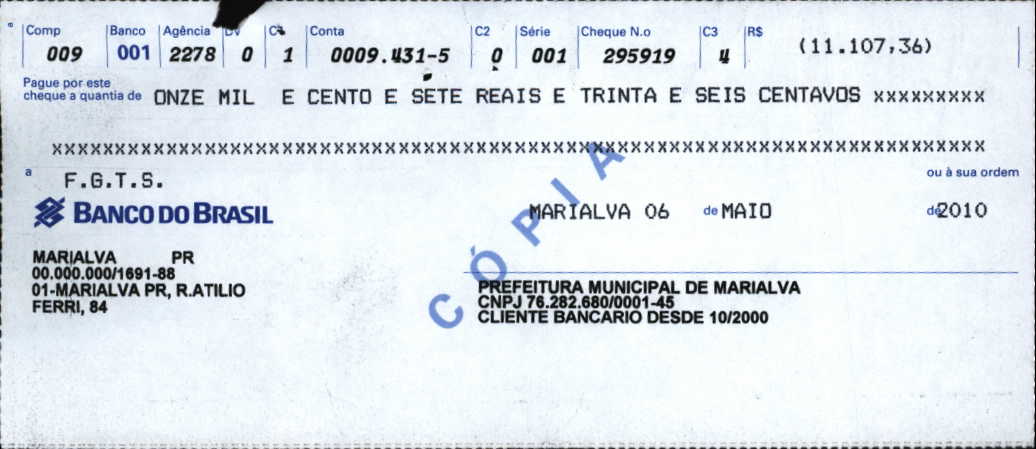 Comp Banco Agência DV C1 Conta C2 Série Cheque N.o C3 R$
009 001 2278 0 1 0009.431-5 0 001 295919 4 (11.107,36)
Pague por este
cheque a quantia de ONZE MIL E CENTO E SETE REAIS E TRINTA E SEIS CENTAVOS xxxxxxxxx
xxxxxxxxxxxxxxxxxxxxxxxxxxxxxxxxxxxxxxxxxxxxxxxxxxxxxxxxxxxxxxxxxxxxxxxxx
a F.G.T.S. ou à sua ordem
BANCO DO BRASIL
MARIALVA 06 de MAIO de 2010
MARIALVA PR
00.000.000/1691-88
01-MARIALVA PR, R.ATILIO
FERRI, 84
PREFEITURA MUNICIPAL DE MARIALVA
CNPJ 76.282.680/0001-45
CLIENTE BANCARIO DESDE 10/2000
CÓPIA